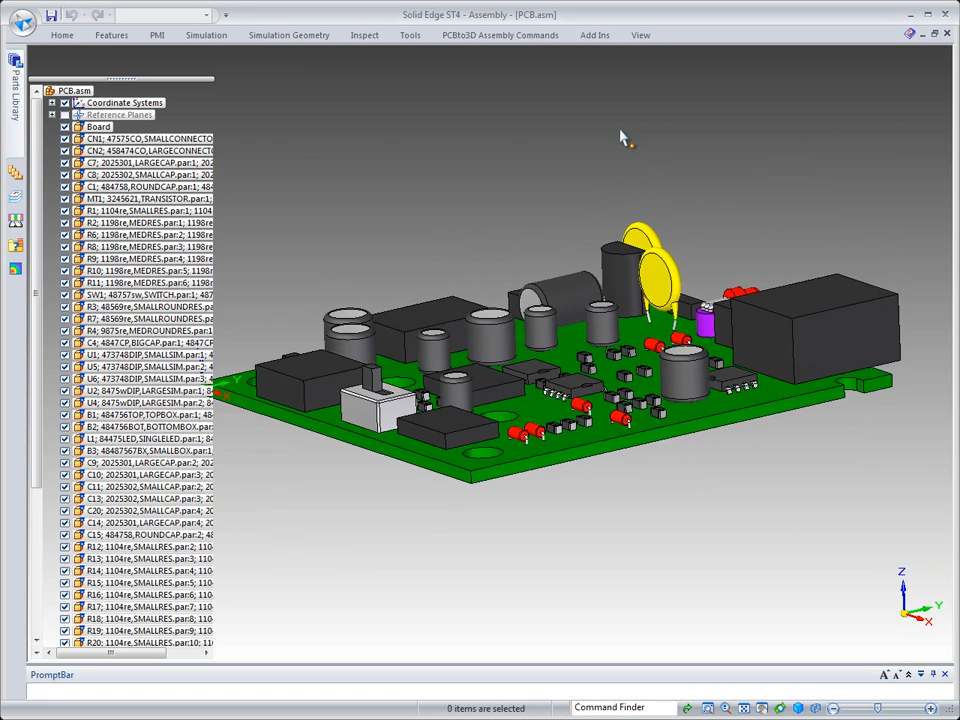 Solid Edge ST4 - Assembly - [PCB.asm]
Home Features PMI Simulation Simulation Geometry Inspect Tools PCBto3D Assembly Commands Add Ins View
Parts Library
PCB.asm
Coordinate Systems
Reference Planes
Board
CN1; 47575CO,SMALLCONNECTO
CN2; 458474CO,LARGECONNECT
C7; 2025301,LARGECAP.par:1; 202
C8; 2025302,SMALLCAP.par:1; 202
C1; 484758,ROUNDCAP.par:1; 484
MT1; 3245621,TRANSISTOR.par:1;
R1; 1104re,SMALLRES.par:1; 1104
R2; 1198re,MEDRES.par:1; 1198re
R6; 1198re,MEDRES.par:2; 1198re
R8; 1198re,MEDRES.par:3; 1198re
R9; 1198re,MEDRES.par:4; 1198re
R10; 1198re,MEDRES.par:5; 1198r
R11; 1198re,MEDRES.par:6; 1198r
SW1; 48757sw,SWITCH.par:1; 487
R3; 48569re,SMALLROUNDRES.
R7; 48569re,SMALLROUNDRES.
R4; 9875re,MEDROUNDRES.par:
C4; 4847CP,BIGCAP.par:1; 4847C
U1; 473748DIP,SMALLSIM.par:1; 4
U5; 473748DIP,SMALLSIM.par:2; 4
U6; 473748DIP,SMALLSIM.par:3; 4
U2; 8475wDIP,LARGESIM.par:1; 8
U4; 8475wDIP,LARGESIM.par:2; 8
B1; 484756TOP,TOPBOX.par:1; 48
B2; 484756BOT,BIGBOX.par:1; 48
L1; 84475LED,SINGLELED.par:1; 84
B3; 48487567BX,SMALLBOX.par:1;
C9; 2025301,LARGECAP.par:2; 202
C10; 2025301,LARGECAP.par:3; 20
C11; 2025302,SMALLCAP.par:2; 20
C13; 2025302,SMALLCAP.par:3; 20
C20; 2025302,SMALLCAP.par:4; 20
C14; 2025301,LARGECAP.par:4; 20
C15; 484758,ROUNDCAP.par:2; 48
R12; 1104re,SMALLRES.par:2; 110
R13; 1104re,SMALLRES.par:3; 110
R14; 1104re,SMALLRES.par:4; 110
R15; 1104re,SMALLRES.par:5; 110
R16; 1104re,SMALLRES.par:6; 110
R17; 1104re,SMALLRES.par:7; 110
R18; 1104re,SMALLRES.par:8; 110
R19; 1104re,SMALLRES.par:9; 110
R20; 1104re,SMALLRES.par:10; 11
Z
Y
X
PromptBar
0 items are selected
Command Finder